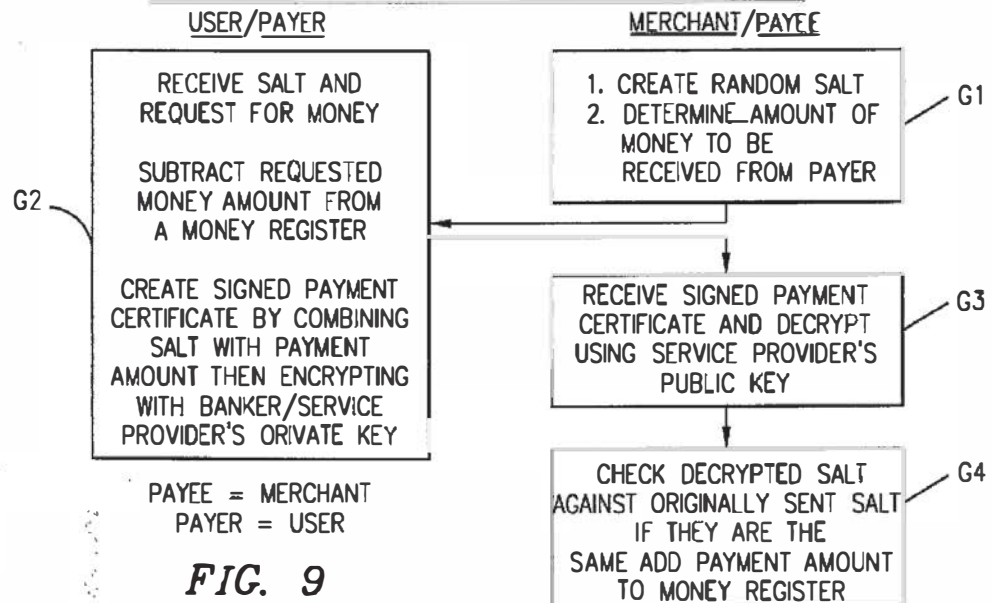 USER/PAYER
RECEIVE SALT AND
REQUEST FOR MONEY
SUBTRACT REQUESTED
MONEY AMOUNT FROM
A MONEY REGISTER
CREATE SIGNED PAYMENT
CERTIFICATE BY COMBINING
SALT WITH PAYMENT
AMOUNT THEN ENCRYPTING
WITH BANKER/SERVICE
PROVIDER'S ORIVATE KEY
G2
PAYEE = MERCHANT
PAYER = USER
FIG. 9
MERCHANT/PAYEE
1. CREATE RANDOM SALT
2. DETERMINE AMOUNT OF
MONEY TO BE
RECEIVED FROM PAYER
G1
RECEIVE SIGNED PAYMENT
CERTIFICATE AND DECRYPT
USING SERVICE PROVIDER'S
PUBLIC KEY
G3
CHECK DECRYPTED SALT
AGAINST ORIGINALLY SENT SALT
IF THEY ARE THE
SAME ADD PAYMENT AMOUNT
TO MONEY REGISTER
G4